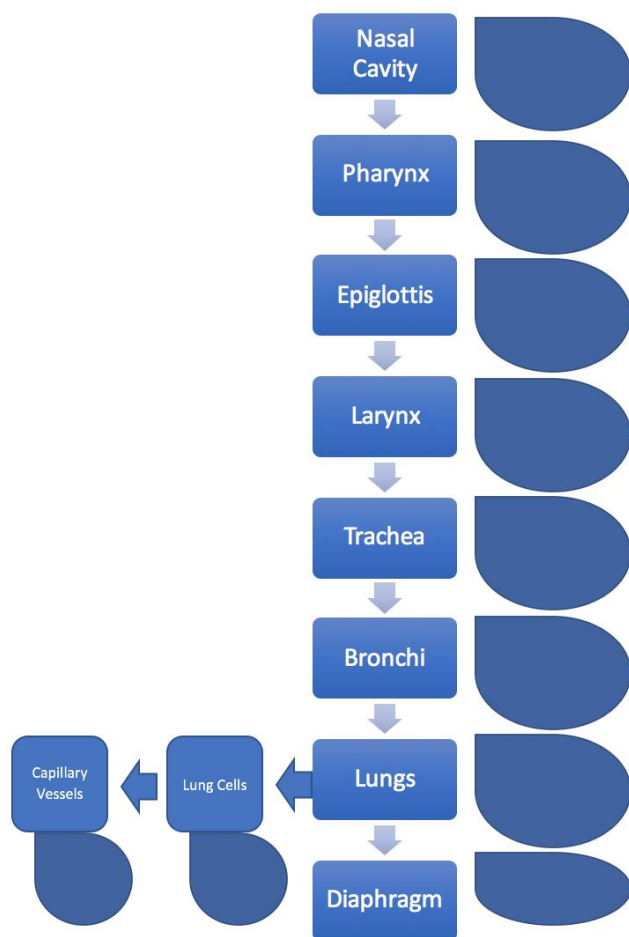 Nasal
Cavity
Pharynx
Epiglottis
Larynx
Trachea
Bronchi
Capillary
Vessels
Lung Cells
Lungs
Diaphragm